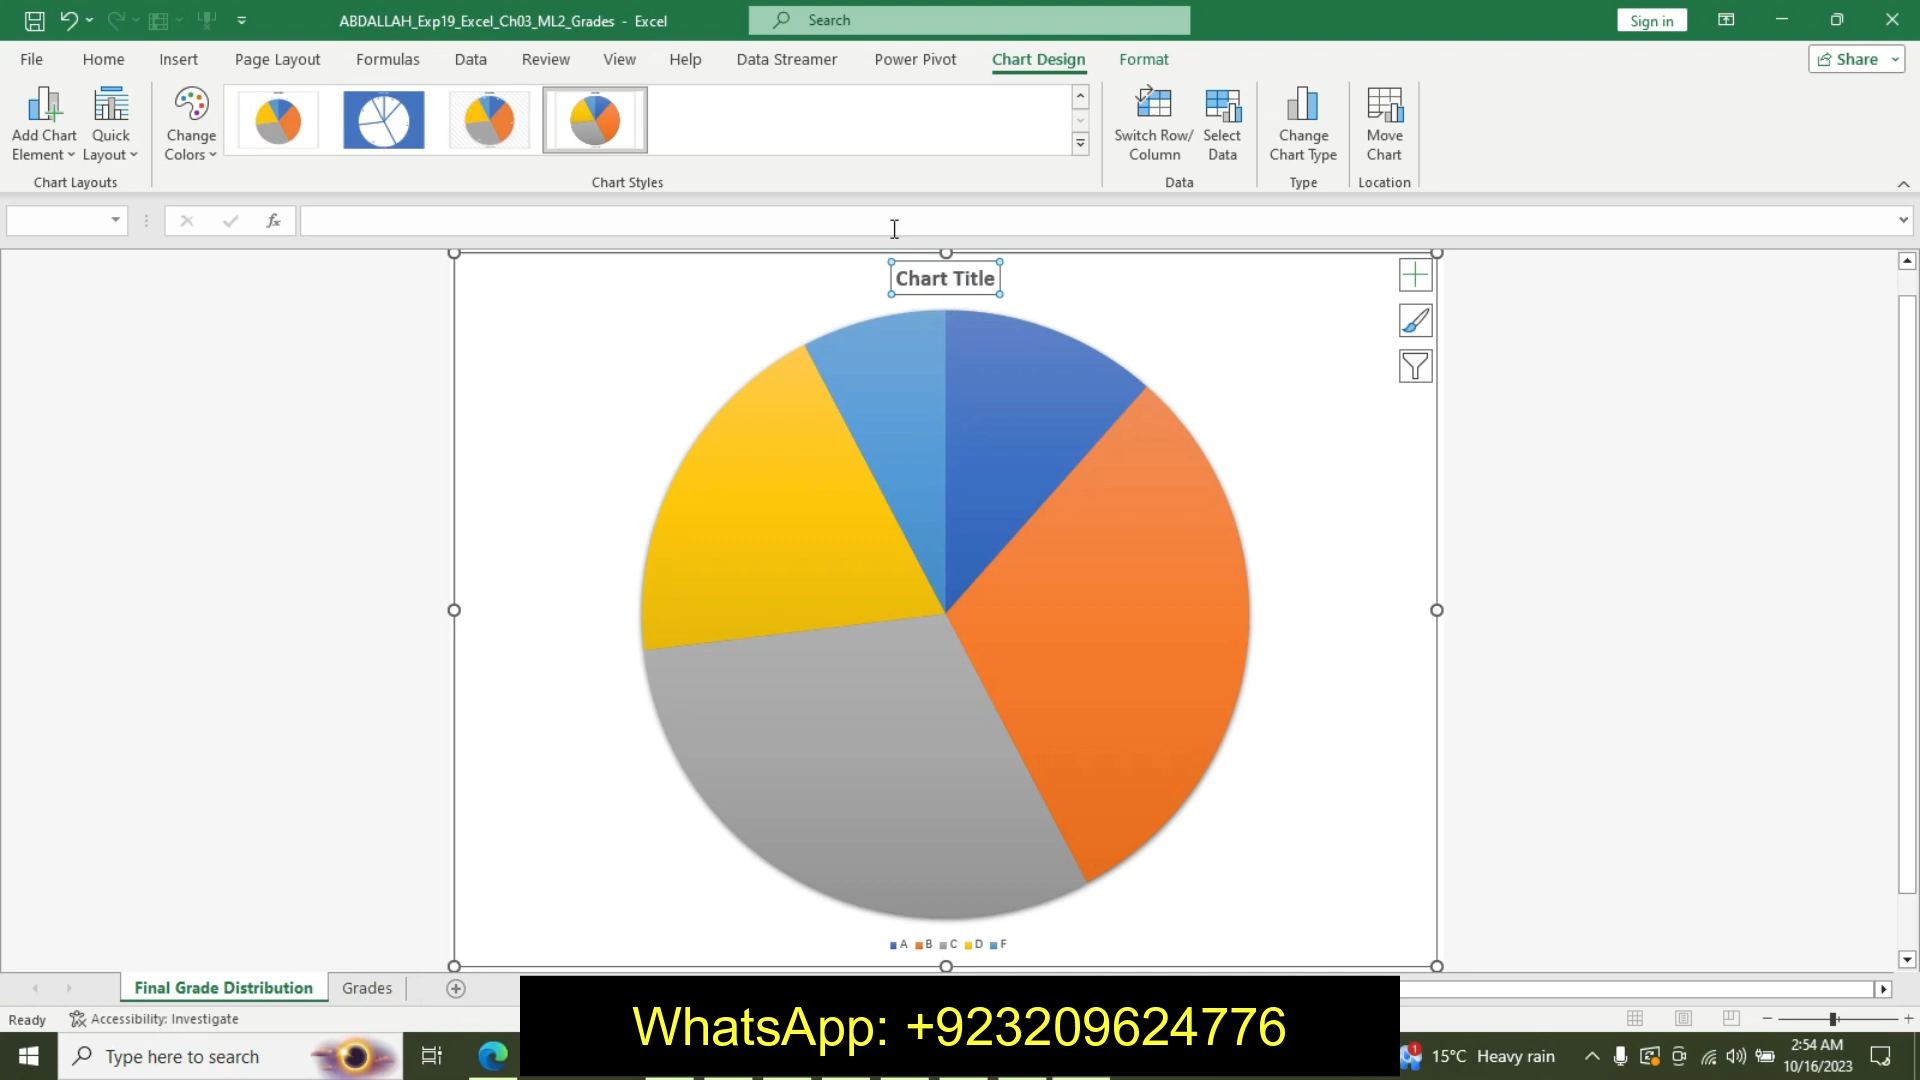 ABDALLAH_Exp19_Excel_Ch03_ML2_Grades - Excel
Search
Sign in
File
Home
Insert
Page Layout
Formulas
Data
Review
View
Help
Data Streamer
Power Pivot
Chart Design
Format
Share
Add Chart
Element
Quick
Layout
Change
Colors
Switch Row/
Column
Select
Data
Change
Chart Type
Move
Chart
Chart Layouts
Chart Styles
Data
Type
Location
fx
Chart Title
A B C D F
Final Grade Distribution
Grades
Ready
Accessibility: Investigate
WhatsApp: +923209624776
Type here to search
1
15°C Heavy rain
2:54 AM
10/16/2023